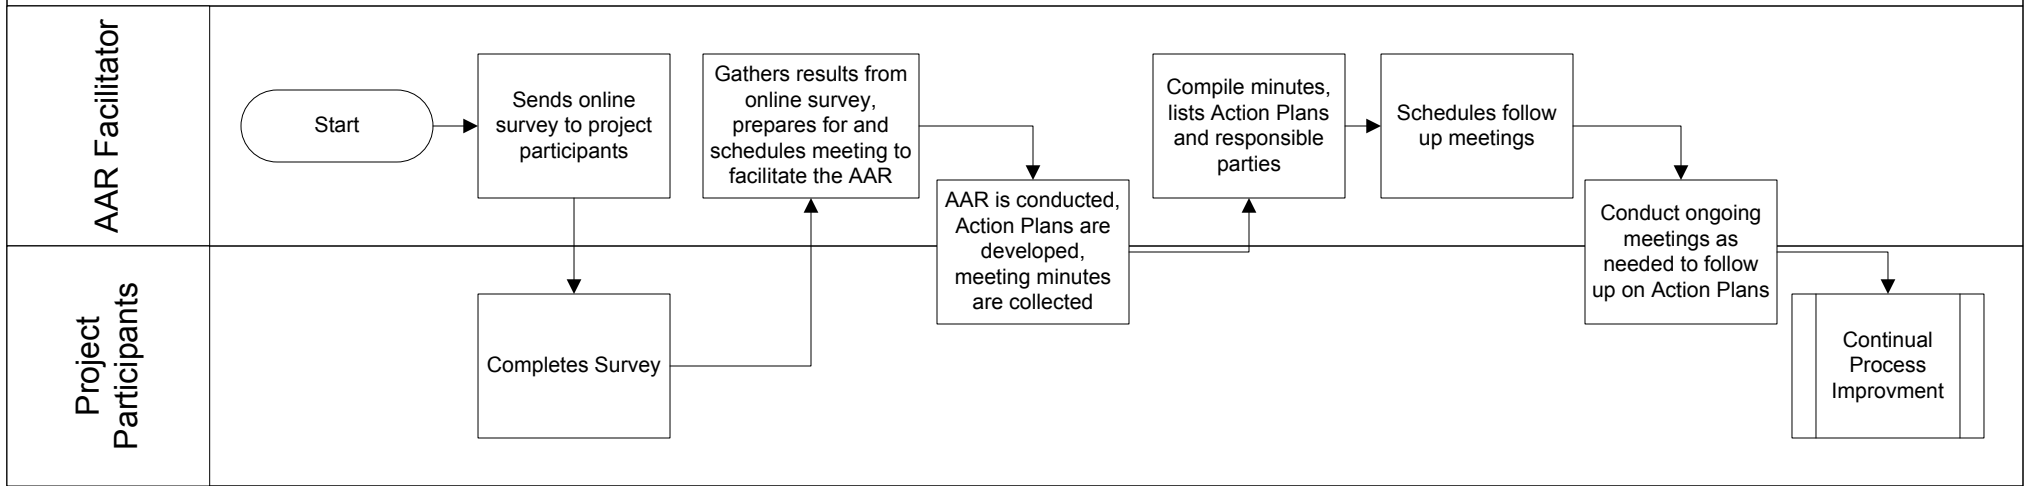 AAR Facilitator
Start
Sends online
survey to project
participants
Gathers results from
online survey,
prepares for and
schedules meeting to
facilitate the AAR
AAR is conducted,
Action Plans are
developed,
meeting minutes
are collected
Compile minutes,
lists Action Plans
and responsible
parties
Schedules follow
up meetings
Conduct ongoing
meetings as
needed to follow
up on Action Plans
Project
Participants
Completes Survey
Continual
Process
Improvment